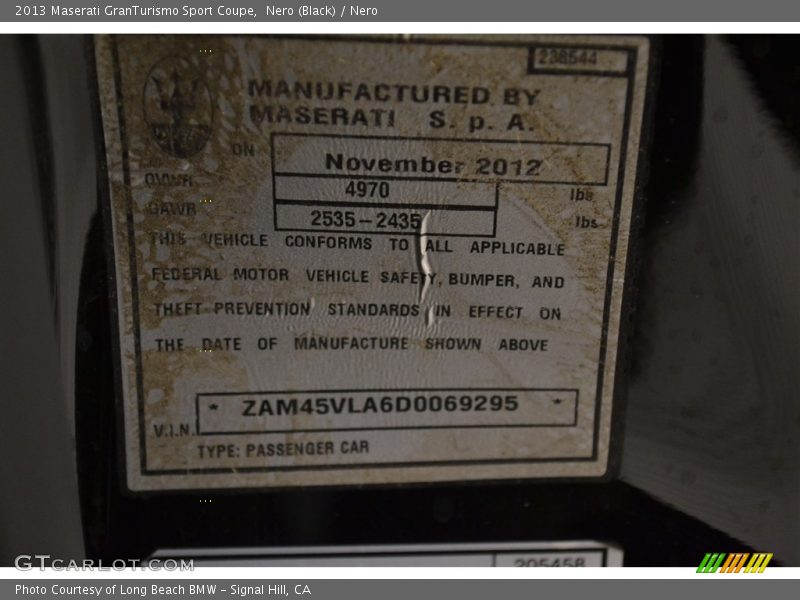 2013 Maserati GranTurismo Sport Coupe, Nero (Black) / Nero
238544
MANUFACTURED BY
MASERATI S. p. A.
ON November 2012
GVWR 4970 lbs
GAWR 2535-2435 lbs
THIS VEHICLE CONFORMS TO ALL APPLICABLE
FEDERAL MOTOR VEHICLE SAFETY, BUMPER, AND
THEFT PREVENTION STANDARDS IN EFFECT ON
THE DATE OF MANUFACTURE SHOWN ABOVE
V.I.N. * ZAM45VLA6D0069295 *
TYPE: PASSENGER CAR
205458
GTCARLOT.COM
Photo Courtesy of Long Beach BMW - Signal Hill, CA